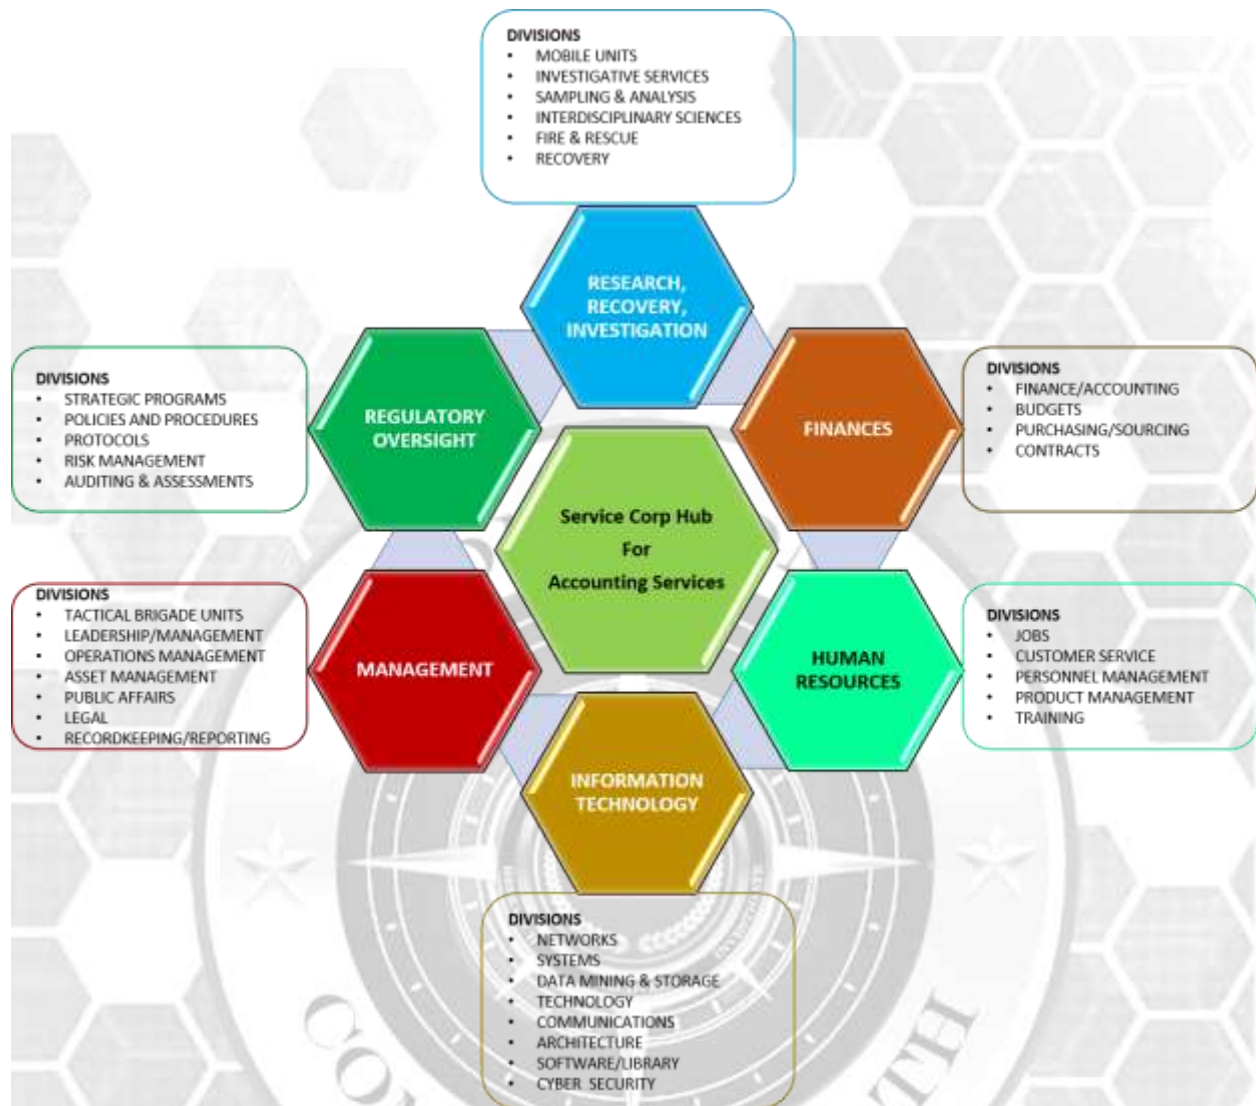 DIVISIONS
• MOBILE UNITS
• INVESTIGATIVE SERVICES
• SAMPLING & ANALYSIS
• INTERDISCIPLINARY SCIENCES
• FIRE & RESCUE
• RECOVERY
RESEARCH,
RECOVERY,
INVESTIGATION
DIVISIONS
• STRATEGIC PROGRAMS
• POLICIES AND PROCEDURES
• PROTOCOLS
• RISK MANAGEMENT
• AUDITING & ASSESSMENTS
REGULATORY
OVERSIGHT
FINANCES
DIVISIONS
• FINANCE/ACCOUNTING
• BUDGETS
• PURCHASING/SOURCING
• CONTRACTS
Service Corp Hub
For
Accounting Services
DIVISIONS
• TACTICAL BRIGADE UNITS
• LEADERSHIP/MANAGEMENT
• OPERATIONS MANAGEMENT
• ASSET MANAGEMENT
• PUBLIC AFFAIRS
• LEGAL
• RECORDKEEPING/REPORTING
MANAGEMENT
HUMAN
RESOURCES
DIVISIONS
• JOBS
• CUSTOMER SERVICE
• PERSONNEL MANAGEMENT
• PRODUCT MANAGEMENT
• TRAINING
INFORMATION
TECHNOLOGY
DIVISIONS
• NETWORKS
• SYSTEMS
• DATA MINING & STORAGE
• TECHNOLOGY
• COMMUNICATIONS
• ARCHITECTURE
• SOFTWARE/LIBRARY
• CYBER SECURITY